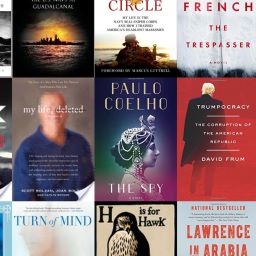 GUADALCANAL
CIRCLE
MY LIFE IN THE
NAVY SEAL SNIPER CORPS
AND HOW I TRAINED
AMERICA'S DEADLIEST MARKSMEN
FOREWORD BY MARCUS LUTTRELL
FRENCH
THE
TRESPASSER
A NOVEL
my life, deleted
SCOTT BOLZAN, JOAN BOLZAN
PAULO
COELHO
THE SPY
TRUMPOCRACY
THE CORRUPTION OF
THE AMERICAN
REPUBLIC
DAVID FRUM
TURN OF MIND
H is for
Hawk
NATIONAL BESTSELLER
LAWRENCE
IN ARABIA